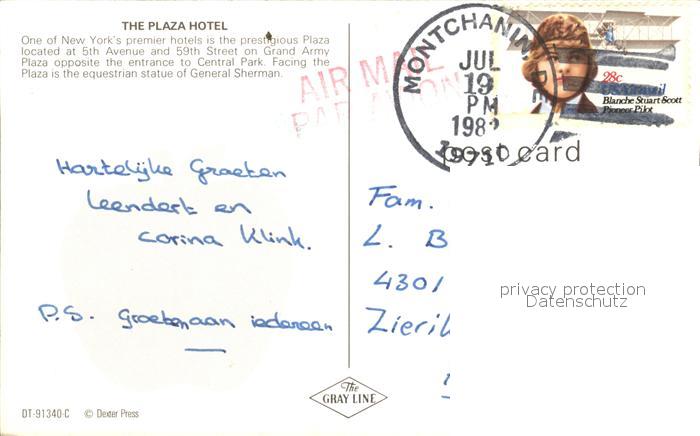 THE PLAZA HOTEL
One of New York's premier hotels is the prestigious Plaza
located at 5th Avenue and 59th Street on Grand Army
Plaza opposite the entrance to Central Park. Facing the
Plaza is the equestrian statue of General Sherman.
AIR MAIL
PAR AVION
MONTCHANIN, DE
JUL
19
PM
198
19710
28c
USAirmail
Blanche Stuart Scott
Pioneer Pilot
post card
Hartelijke Groeten
Leendert en
Corina Klink.
P.S. Groeten aan iedereen
Fam.
L. B
4301
Zieri
privacy protection
Datenschutz
The
GRAY LINE
DT-91340-C © Dexter Press